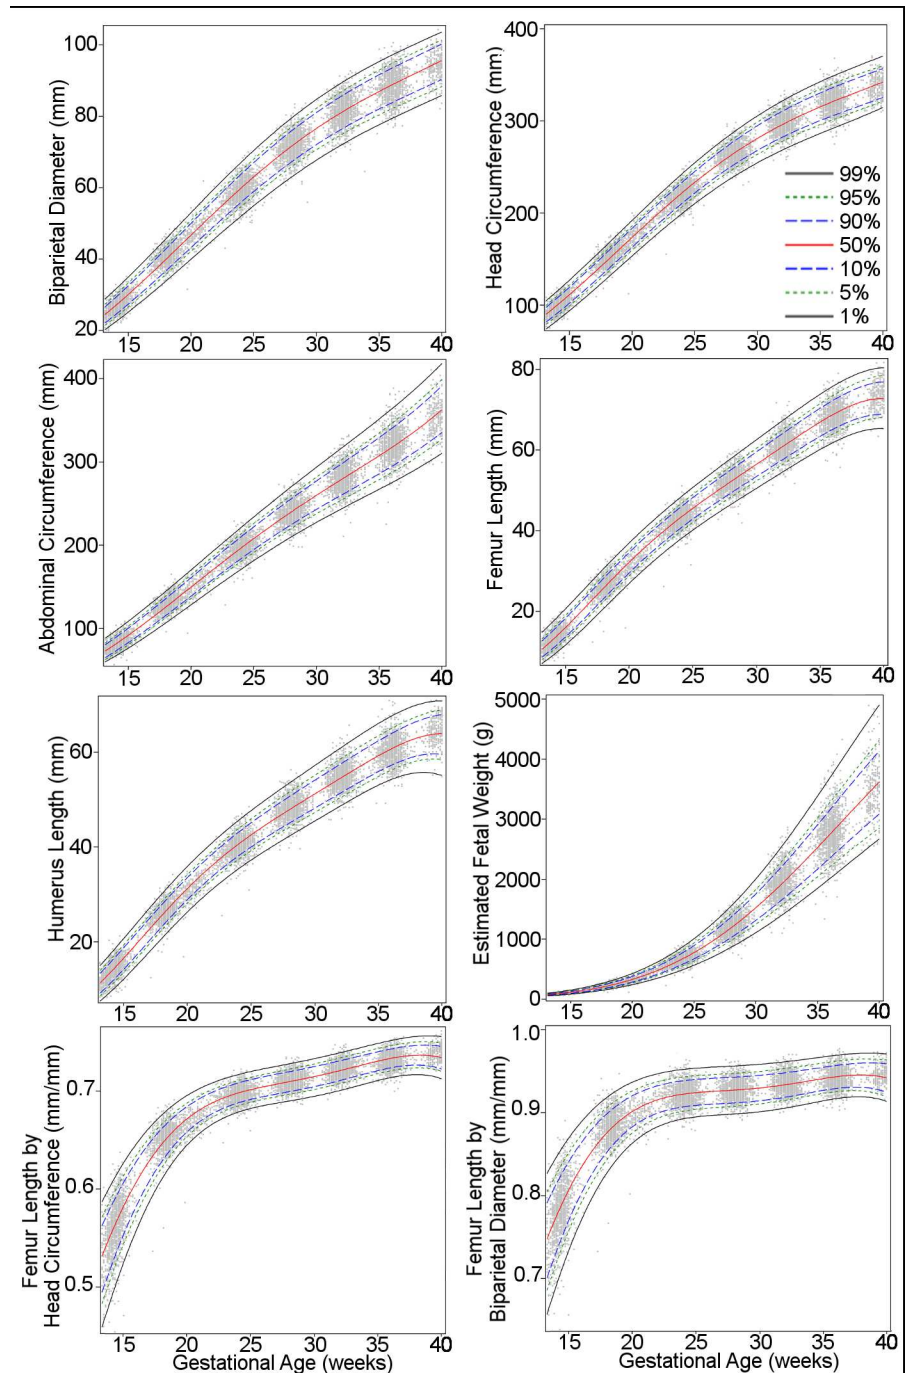 Biparietal Diameter (mm)
100
80
60
40
20
15 20 25 30 35 40
Head Circumference (mm)
400
300
200
100
99%
95%
90%
50%
10%
5%
1%
15 20 25 30 35 40
Abdominal Circumference (mm)
400
300
200
100
15 20 25 30 35 40
Femur Length (mm)
80
60
40
20
15 20 25 30 35 40
Humerus Length (mm)
60
40
20
15 20 25 30 35 40
Estimated Fetal Weight (g)
5000
4000
3000
2000
1000
0
15 20 25 30 35 40
Femur Length by
Head Circumference (mm/mm)
0.7
0.6
0.5
15 20 25 30 35 40
Gestational Age (weeks)
Femur Length by
Biparietal Diameter (mm/mm)
1.0
0.9
0.8
0.7
15 20 25 30 35 40
Gestational Age (weeks)